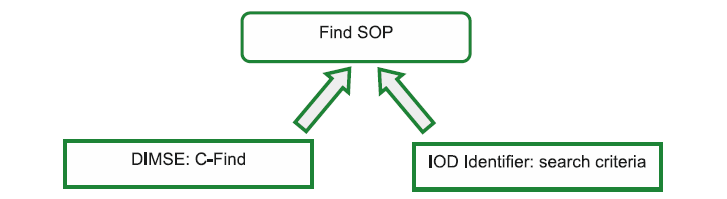 Find SOP
DIMSE: C-Find
IOD Identifier: search criteria